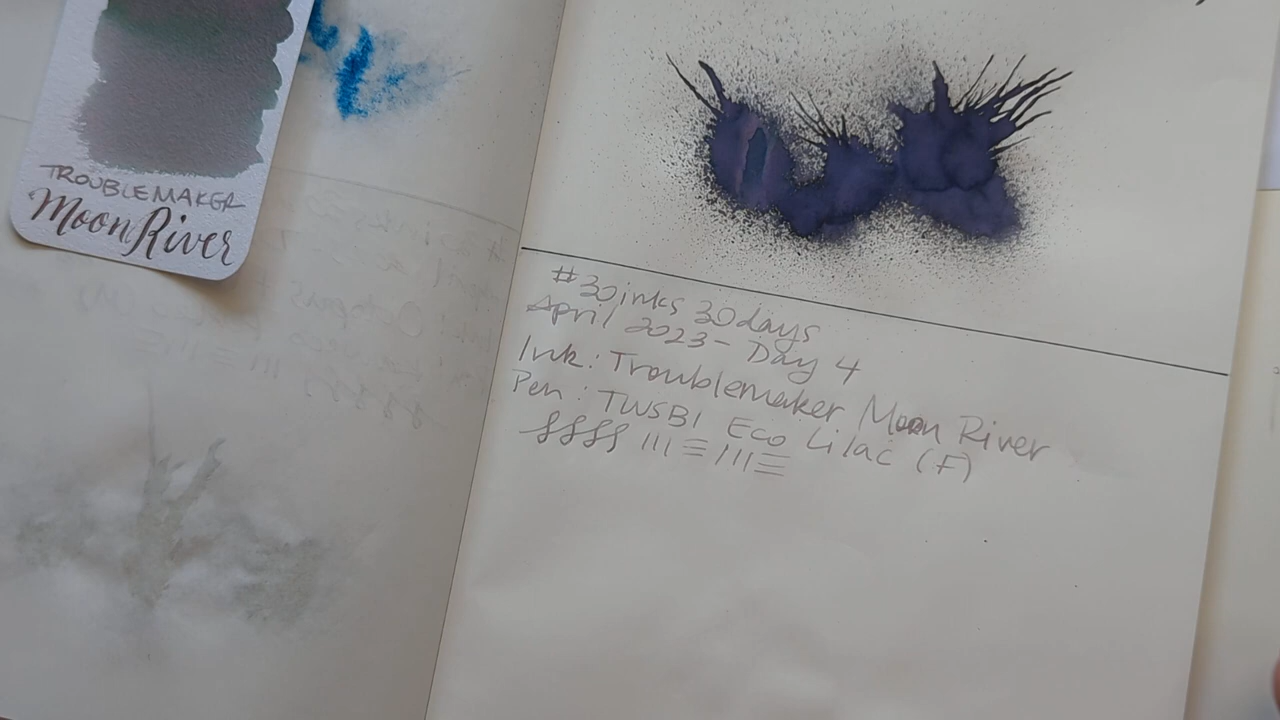 TROUBLEMAKER
Moon River
#30inks 30days
April 2023 - Day 4
Ink: Troublemaker Moon River
Pen: TWSBI Eco Lilac (F)